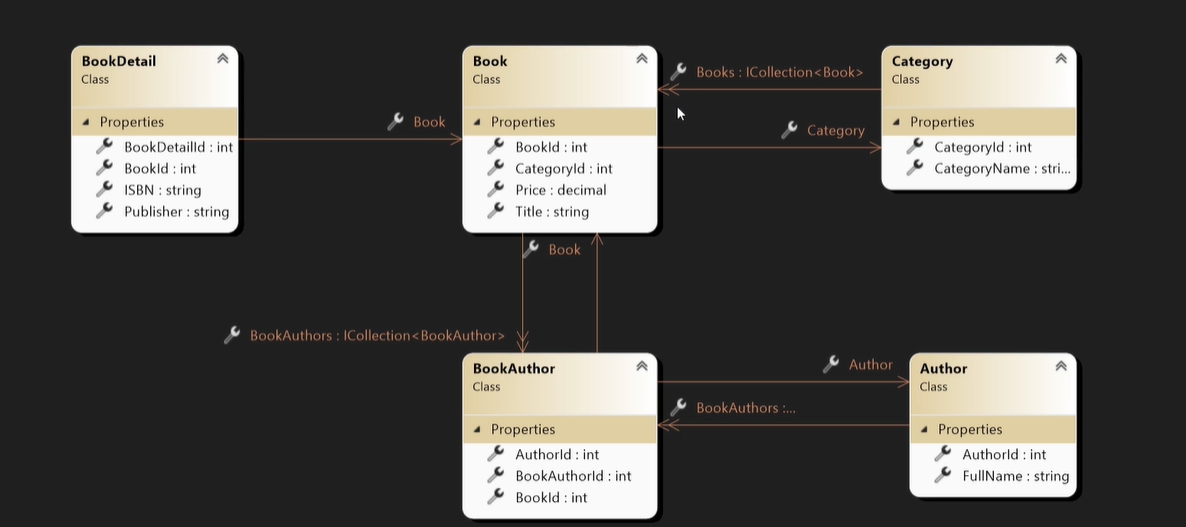 BookDetail
Class
Properties
BookDetailId : int
BookId : int
ISBN : string
Publisher : string
Book
Book
Class
Properties
BookId : int
CategoryId : int
Price : decimal
Title : string
Books : ICollection<Book>
Category
Category
Class
Properties
CategoryId : int
CategoryName : stri...
Book
BookAuthors : ICollection<BookAuthor>
BookAuthor
Class
Properties
AuthorId : int
BookAuthorId : int
BookId : int
Author
BookAuthors :...
Author
Class
Properties
AuthorId : int
FullName : string